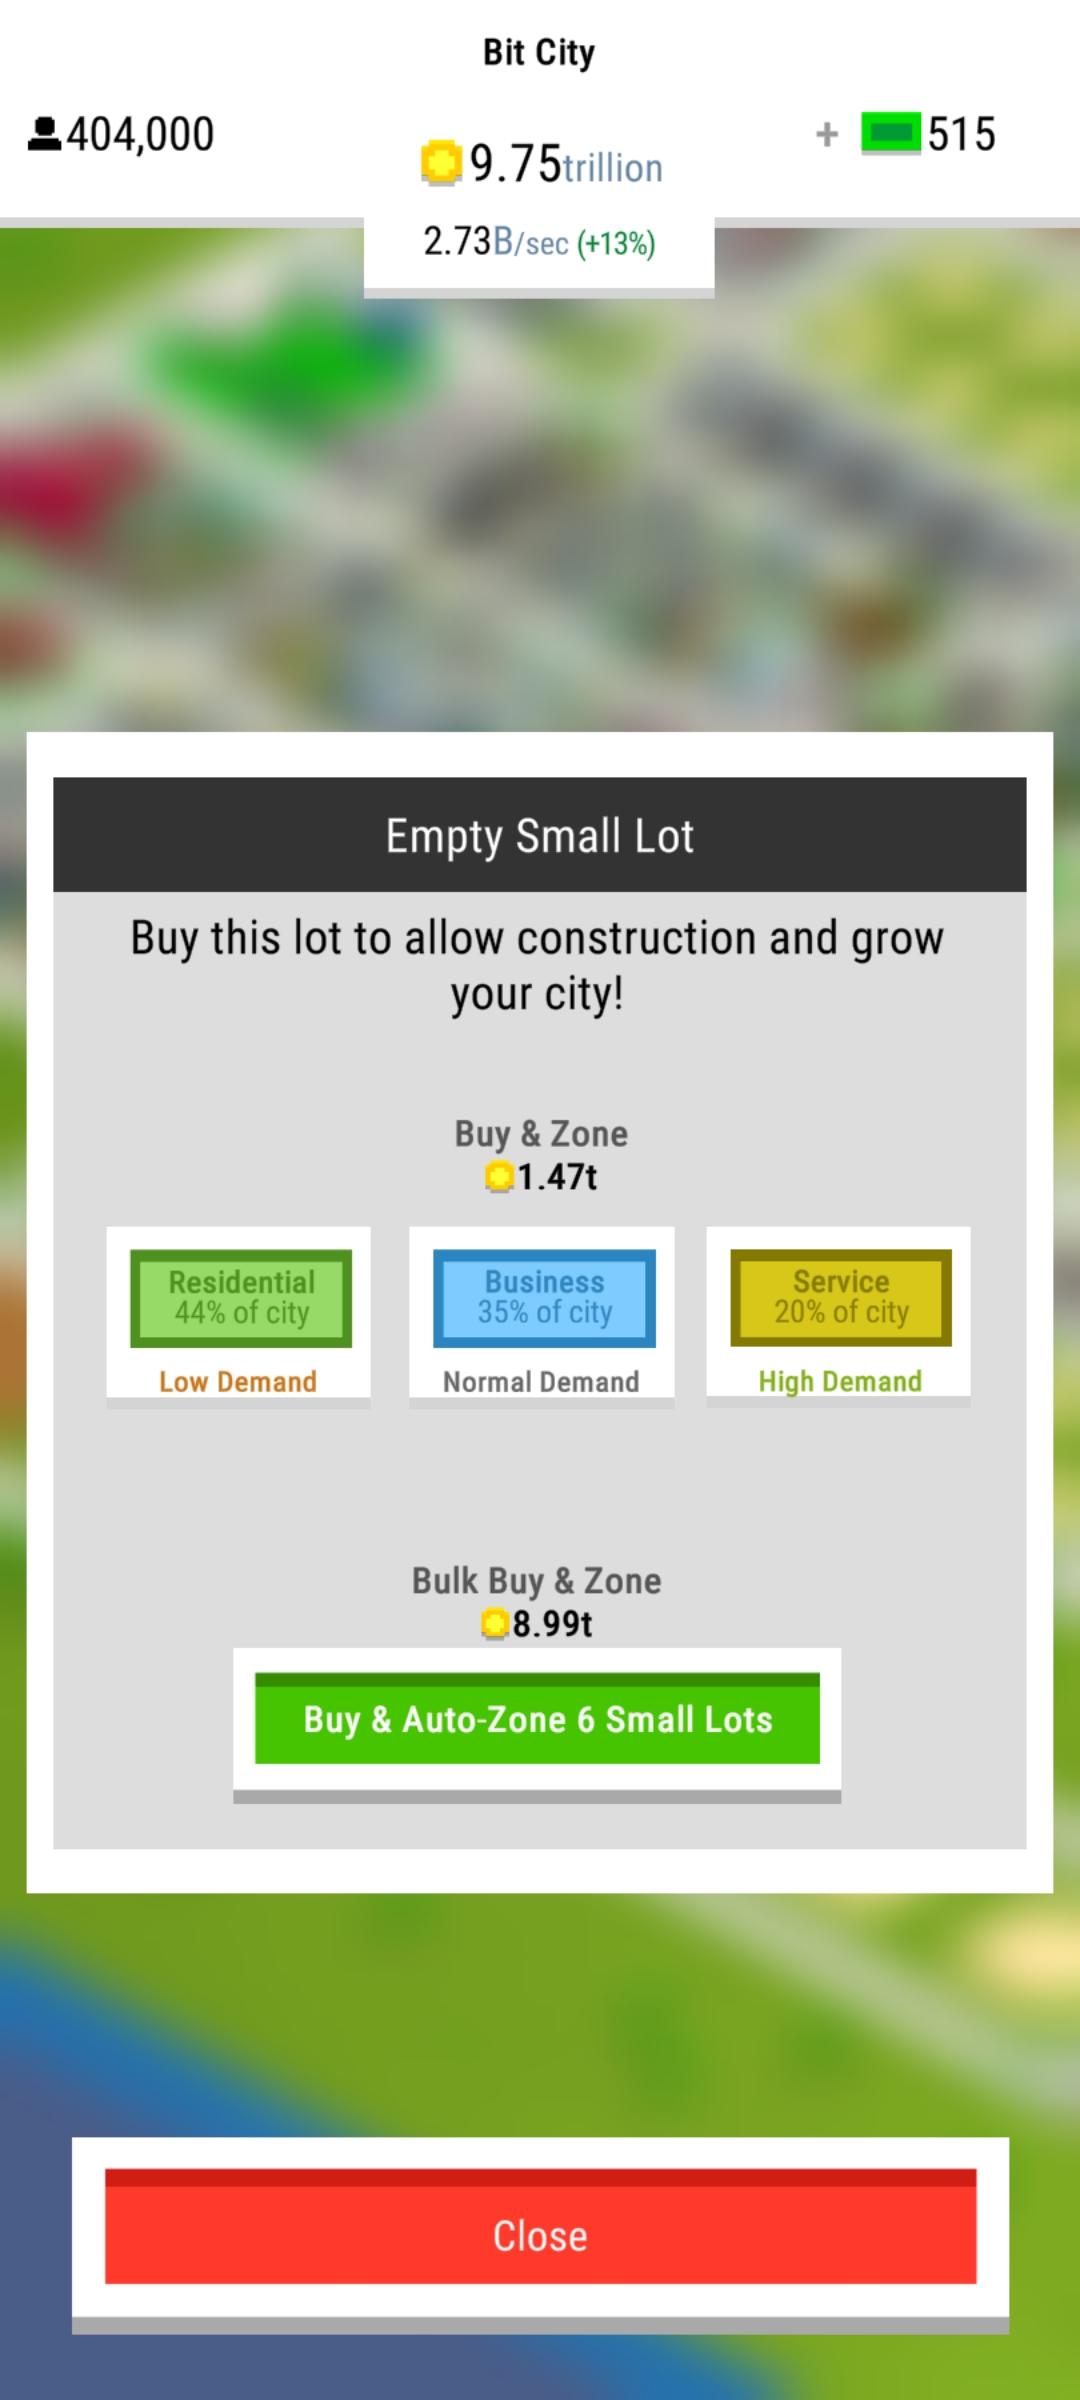 Bit City
404,000
9.75trillion
+ 515
2.73B/sec (+13%)
Empty Small Lot
Buy this lot to allow construction and grow
your city!
Buy & Zone
1.47t
Residential
44% of city
Low Demand
Business
35% of city
Normal Demand
Service
20% of city
High Demand
Bulk Buy & Zone
8.99t
Buy & Auto-Zone 6 Small Lots
Close